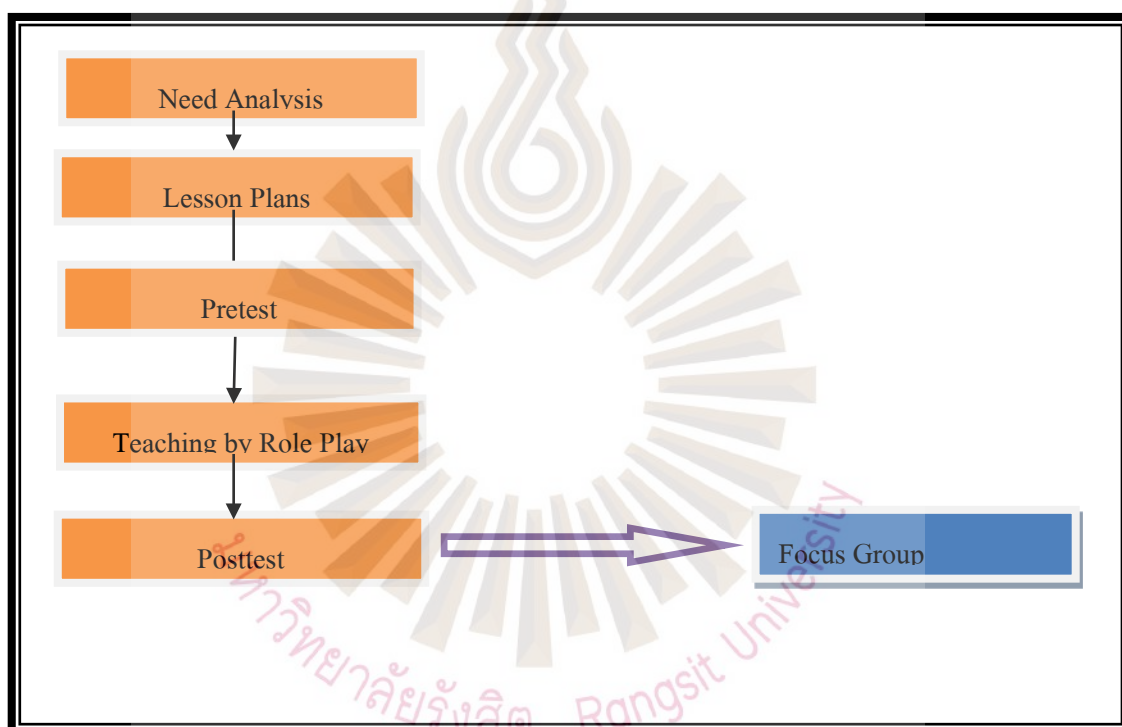 Need Analysis
Lesson Plans
Pretest
Teaching by Role Play
Posttest
Focus Group
มหาวิทยาลัยรังสิต Rangsit University